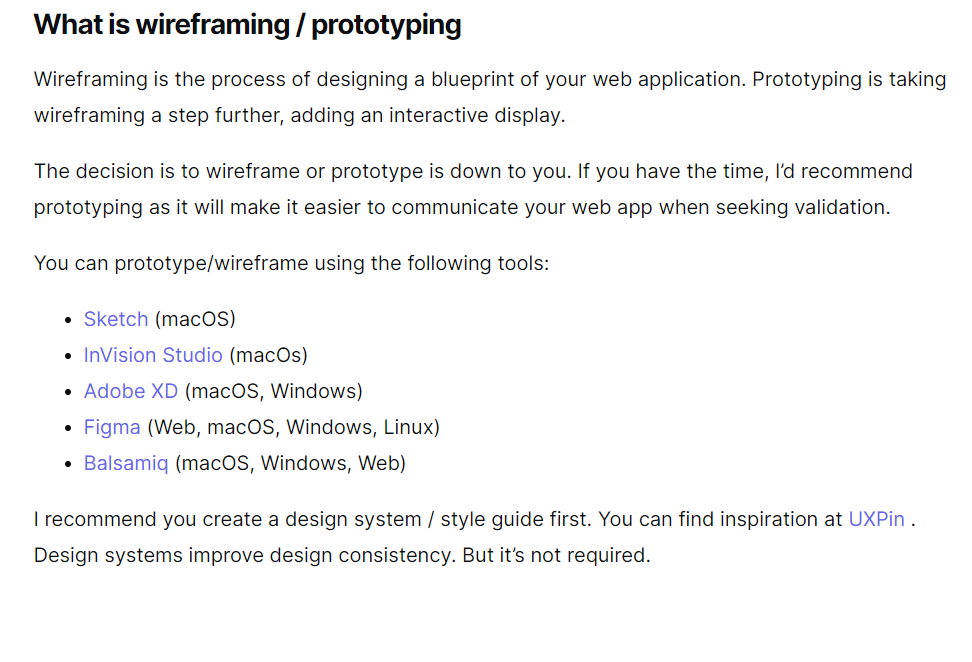 What is wireframing / prototyping
Wireframing is the process of designing a blueprint of your web application. Prototyping is taking
wireframing a step further, adding an interactive display.
The decision is to wireframe or prototype is down to you. If you have the time, I’d recommend
prototyping as it will make it easier to communicate your web app when seeking validation.
You can prototype/wireframe using the following tools:
• Sketch (macOS)
• InVision Studio (macOs)
• Adobe XD (macOS, Windows)
• Figma (Web, macOS, Windows, Linux)
• Balsamiq (macOS, Windows, Web)
I recommend you create a design system / style guide first. You can find inspiration at UXPin .
Design systems improve design consistency. But it’s not required.